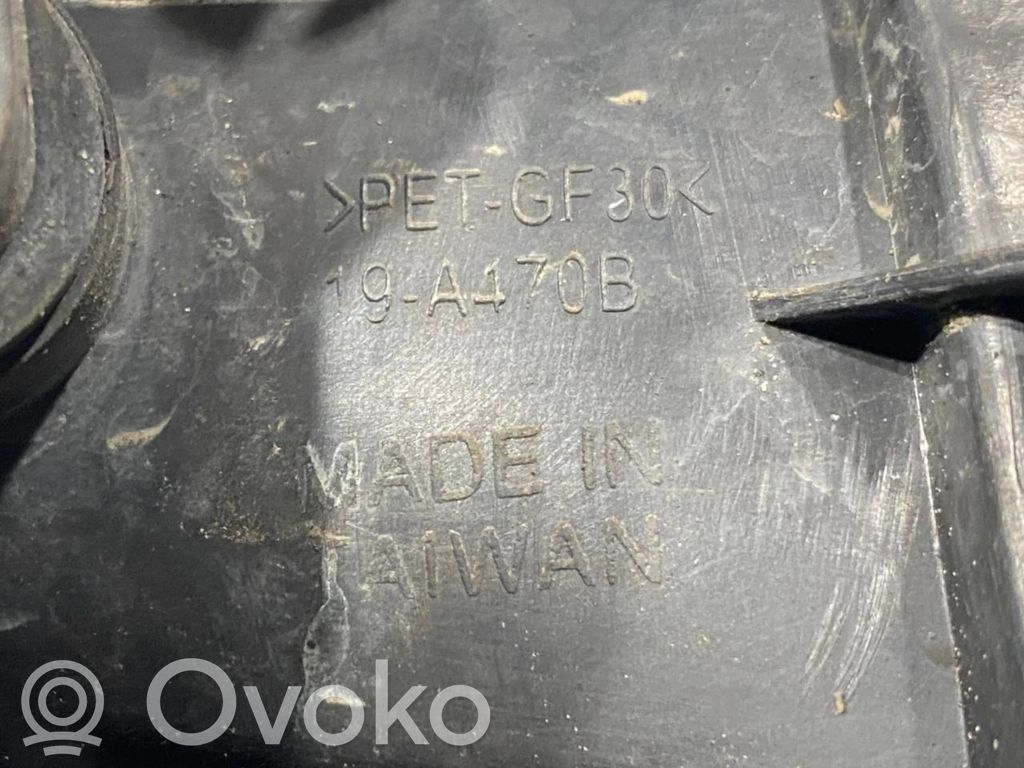 >PET-GF30<
19-A470B
MADE IN
TAIWAN
Ovoko